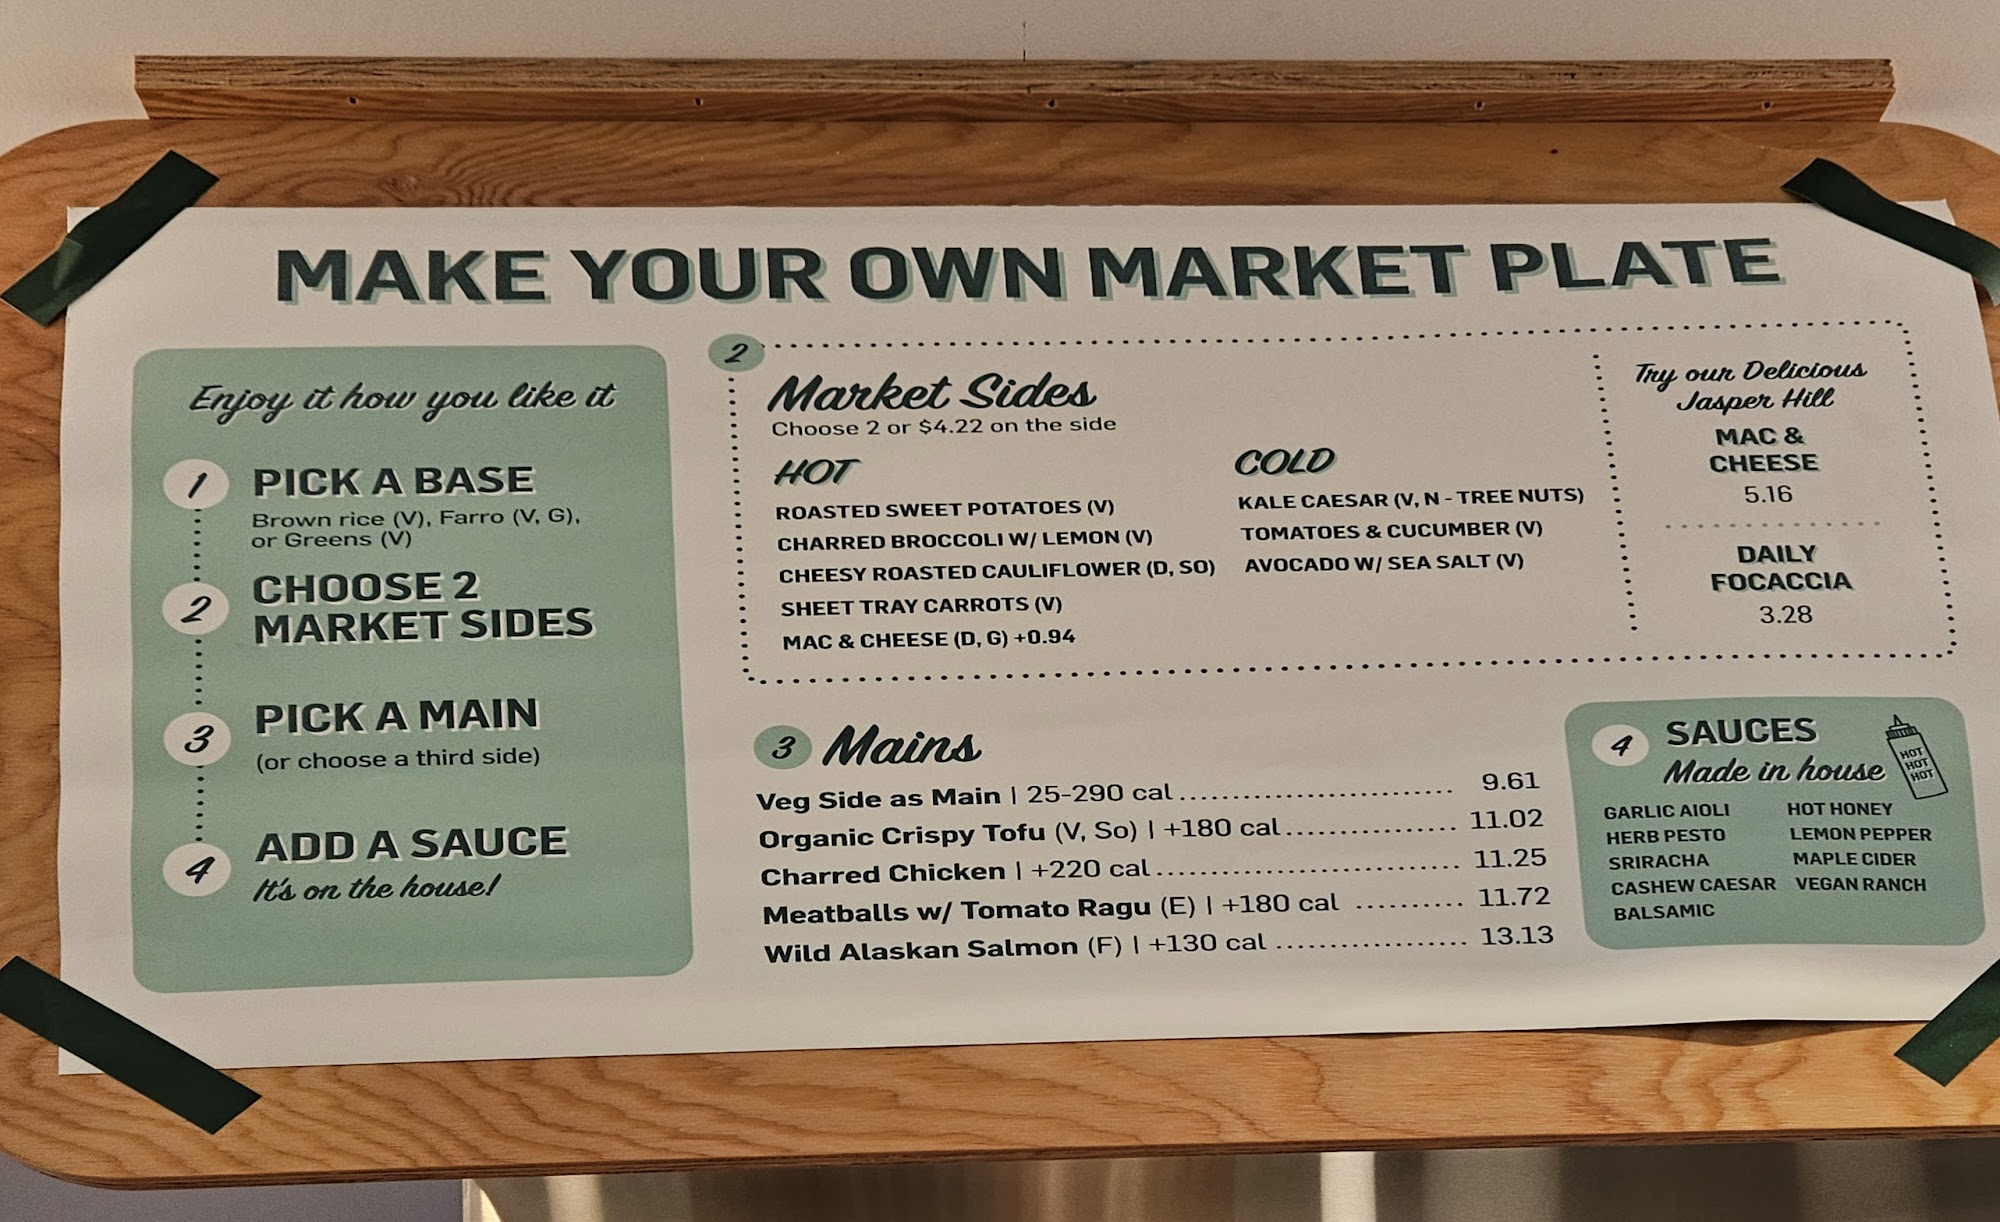 MAKE YOUR OWN MARKET PLATE
Enjoy it how you like it
1 PICK A BASE
Brown rice (V), Farro (V, G),
or Greens (V)
2 CHOOSE 2
MARKET SIDES
3 PICK A MAIN
(or choose a third side)
4 ADD A SAUCE
It's on the house!
2
Market Sides
Choose 2 or $4.22 on the side
HOT
ROASTED SWEET POTATOES (V)
CHARRED BROCCOLI W/ LEMON (V)
CHEESY ROASTED CAULIFLOWER (D, SO)
SHEET TRAY CARROTS (V)
MAC & CHEESE (D, G) +0.94
COLD
KALE CAESAR (V, N - TREE NUTS)
TOMATOES & CUCUMBER (V)
AVOCADO W/ SEA SALT (V)
Try our Delicious
Jasper Hill
MAC &
CHEESE
5.16
DAILY
FOCACCIA
3.28
3 Mains
Veg Side as Main | 25-290 cal.............................. 9.61
Organic Crispy Tofu (V, So) | +180 cal................... 11.02
Charred Chicken | +220 cal.................................. 11.25
Meatballs w/ Tomato Ragu (E) | +180 cal ............ 11.72
Wild Alaskan Salmon (F) | +130 cal ..................... 13.13
4 SAUCES
Made in house
HOT
HOT
HOT
GARLIC AIOLI
HERB PESTO
SRIRACHA
CASHEW CAESAR
BALSAMIC
HOT HONEY
LEMON PEPPER
MAPLE CIDER
VEGAN RANCH